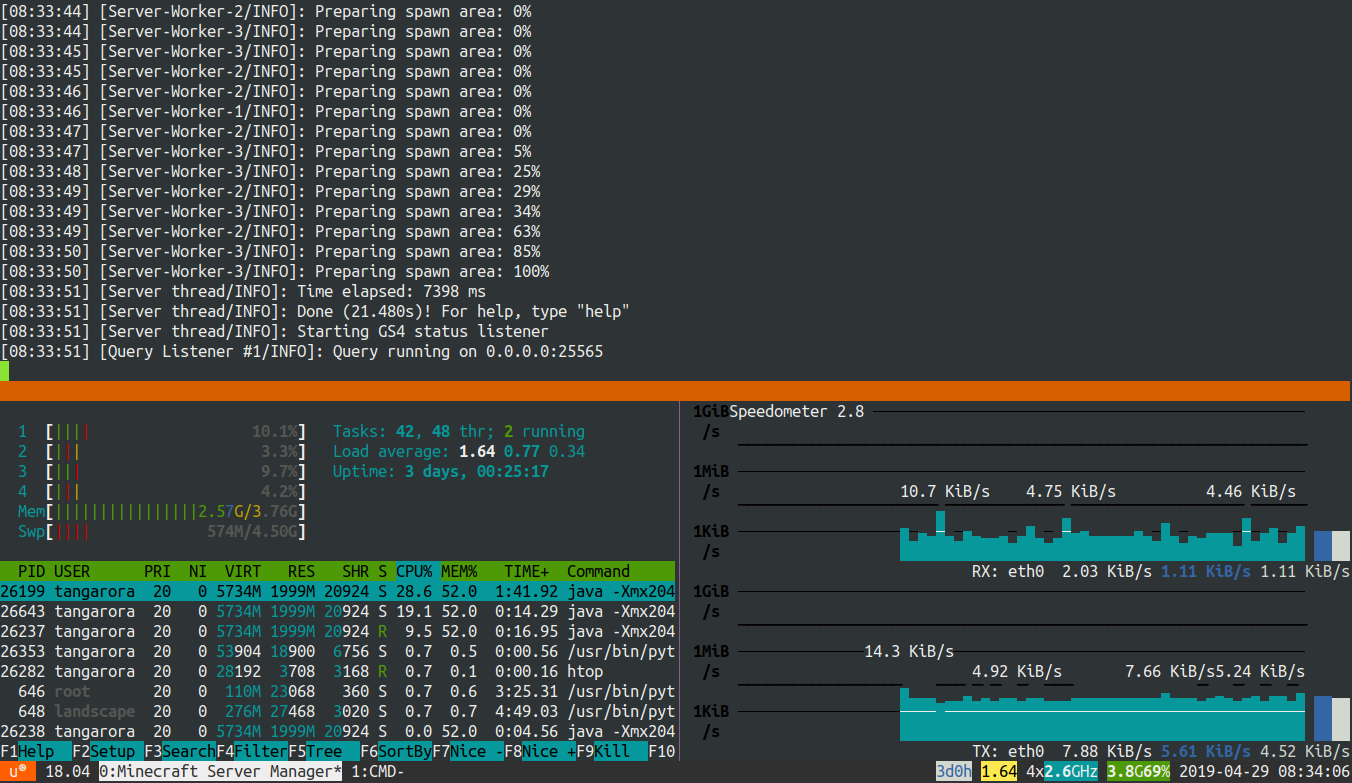 [08:33:44] [Server-Worker-2/INFO]: Preparing spawn area: 0%
[08:33:44] [Server-Worker-3/INFO]: Preparing spawn area: 0%
[08:33:45] [Server-Worker-3/INFO]: Preparing spawn area: 0%
[08:33:45] [Server-Worker-2/INFO]: Preparing spawn area: 0%
[08:33:46] [Server-Worker-2/INFO]: Preparing spawn area: 0%
[08:33:46] [Server-Worker-1/INFO]: Preparing spawn area: 0%
[08:33:47] [Server-Worker-2/INFO]: Preparing spawn area: 0%
[08:33:47] [Server-Worker-3/INFO]: Preparing spawn area: 5%
[08:33:48] [Server-Worker-3/INFO]: Preparing spawn area: 25%
[08:33:49] [Server-Worker-2/INFO]: Preparing spawn area: 29%
[08:33:49] [Server-Worker-3/INFO]: Preparing spawn area: 34%
[08:33:49] [Server-Worker-2/INFO]: Preparing spawn area: 63%
[08:33:50] [Server-Worker-3/INFO]: Preparing spawn area: 85%
[08:33:50] [Server-Worker-3/INFO]: Preparing spawn area: 100%
[08:33:51] [Server thread/INFO]: Time elapsed: 7398 ms
[08:33:51] [Server thread/INFO]: Done (21.480s)! For help, type "help"
[08:33:51] [Server thread/INFO]: Starting GS4 status listener
[08:33:51] [Query Listener #1/INFO]: Query running on 0.0.0.0:25565
1 [|||| 10.1%] Tasks: 42, 48 thr; 2 running
2 [||| 3.3%] Load average: 1.64 0.77 0.34
3 [||| 9.7%] Uptime: 3 days, 00:25:17
4 [||| 4.2%]
Mem[||||||||||||||||2.57G/3.76G]
Swp[|||| 574M/4.50G]
PID USER PRI NI VIRT RES SHR S CPU% MEM% TIME+ Command
26199 tangarora 20 0 5734M 1999M 20924 S 28.6 52.0 1:41.92 java -Xmx204
26643 tangarora 20 0 5734M 1999M 20924 S 19.1 52.0 0:14.29 java -Xmx204
26237 tangarora 20 0 5734M 1999M 20924 R 9.5 52.0 0:16.95 java -Xmx204
26353 tangarora 20 0 53904 18900 6756 S 0.7 0.5 0:00.56 /usr/bin/pyt
26282 tangarora 20 0 28192 3708 3168 R 0.7 0.1 0:00.16 htop
646 root 20 0 110M 23068 360 S 0.7 0.6 3:25.31 /usr/bin/pyt
648 landscape 20 0 276M 27468 3020 S 0.7 0.7 4:49.03 /usr/bin/pyt
26238 tangarora 20 0 5734M 1999M 20924 S 0.0 52.0 0:04.56 java -Xmx204
F1Help F2Setup F3SearchF4FilterF5Tree F6SortByF7Nice -F8Nice +F9Kill F10
1GiBSpeedometer 2.8
/s
1MiB
/s 10.7 KiB/s 4.75 KiB/s 4.46 KiB/s
1KiB
/s
RX: eth0 2.03 KiB/s 1.11 KiB/s 1.11 KiB/s
1GiB
/s
1MiB 14.3 KiB/s
/s 4.92 KiB/s 7.66 KiB/s5.24 KiB/s
1KiB
/s
TX: eth0 7.88 KiB/s 5.61 KiB/s 4.52 KiB/s
u 18.04 0:Minecraft Server Manager* 1:CMD- 3d0h 1.64 4x2.6GHz 3.8G69% 2019-04-29 08:34:06